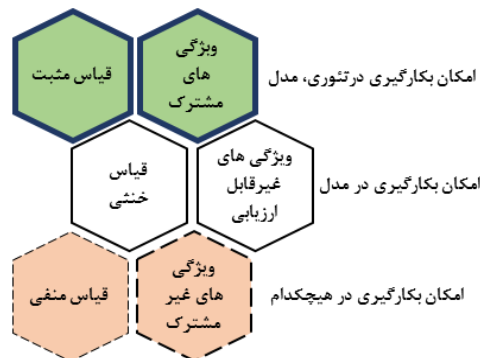 امکان بکارگیری درتئوری، مدل
ویژگی
های
مشترک
قیاس مثبت
امکان بکارگیری در مدل
ویژگی های
غیرقابل
ارزیابی
قیاس
خنثی
امکان بکارگیری در هیچکدام
ویژگی
های غیر
مشترک
قیاس منفی